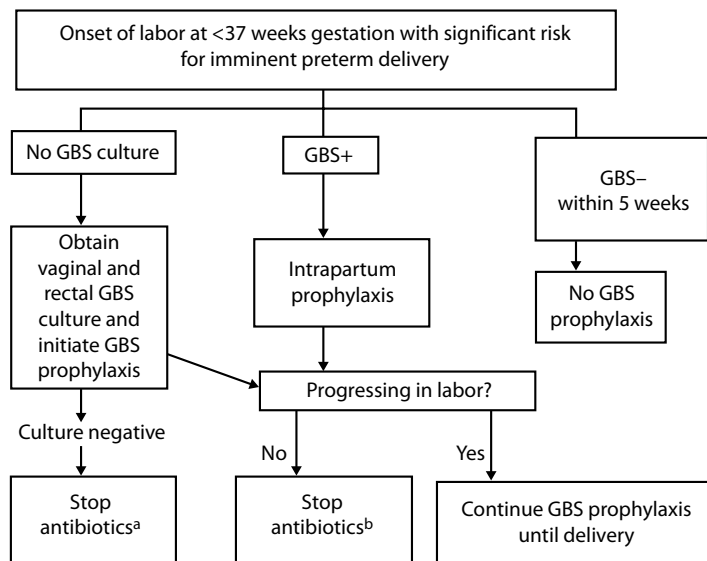 Onset of labor at <37 weeks gestation with significant risk
for imminent preterm delivery
No GBS culture
GBS+
GBS–
within 5 weeks
Obtain
vaginal and
rectal GBS
culture and
initiate GBS
prophylaxis
Intrapartum
prophylaxis
No GBS
prophylaxis
Progressing in labor?
Culture negative
No
Yes
Stop
antibioticsᵃ
Stop
antibioticsᵇ
Continue GBS prophylaxis
until delivery